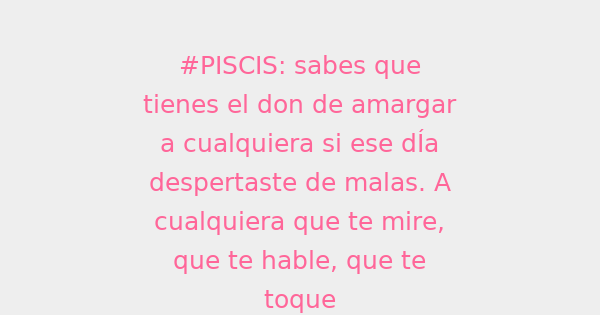 #PISCIS: sabes que
tienes el don de amargar
a cualquiera si ese dÍa
despertaste de malas. A
cualquiera que te mire,
que te hable, que te
toque